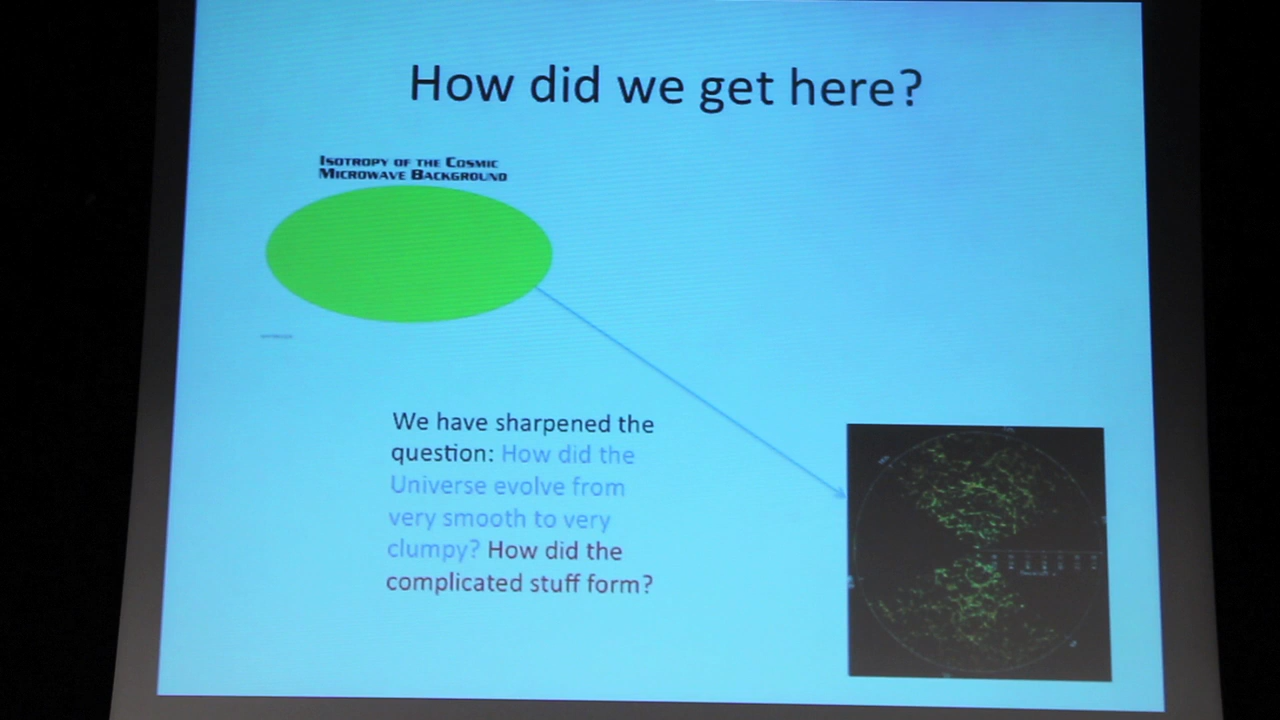 How did we get here?
ISOTROPY OF THE COSMIC
MICROWAVE BACKGROUND
We have sharpened the
question: How did the
Universe evolve from
very smooth to very
clumpy? How did the
complicated stuff form?